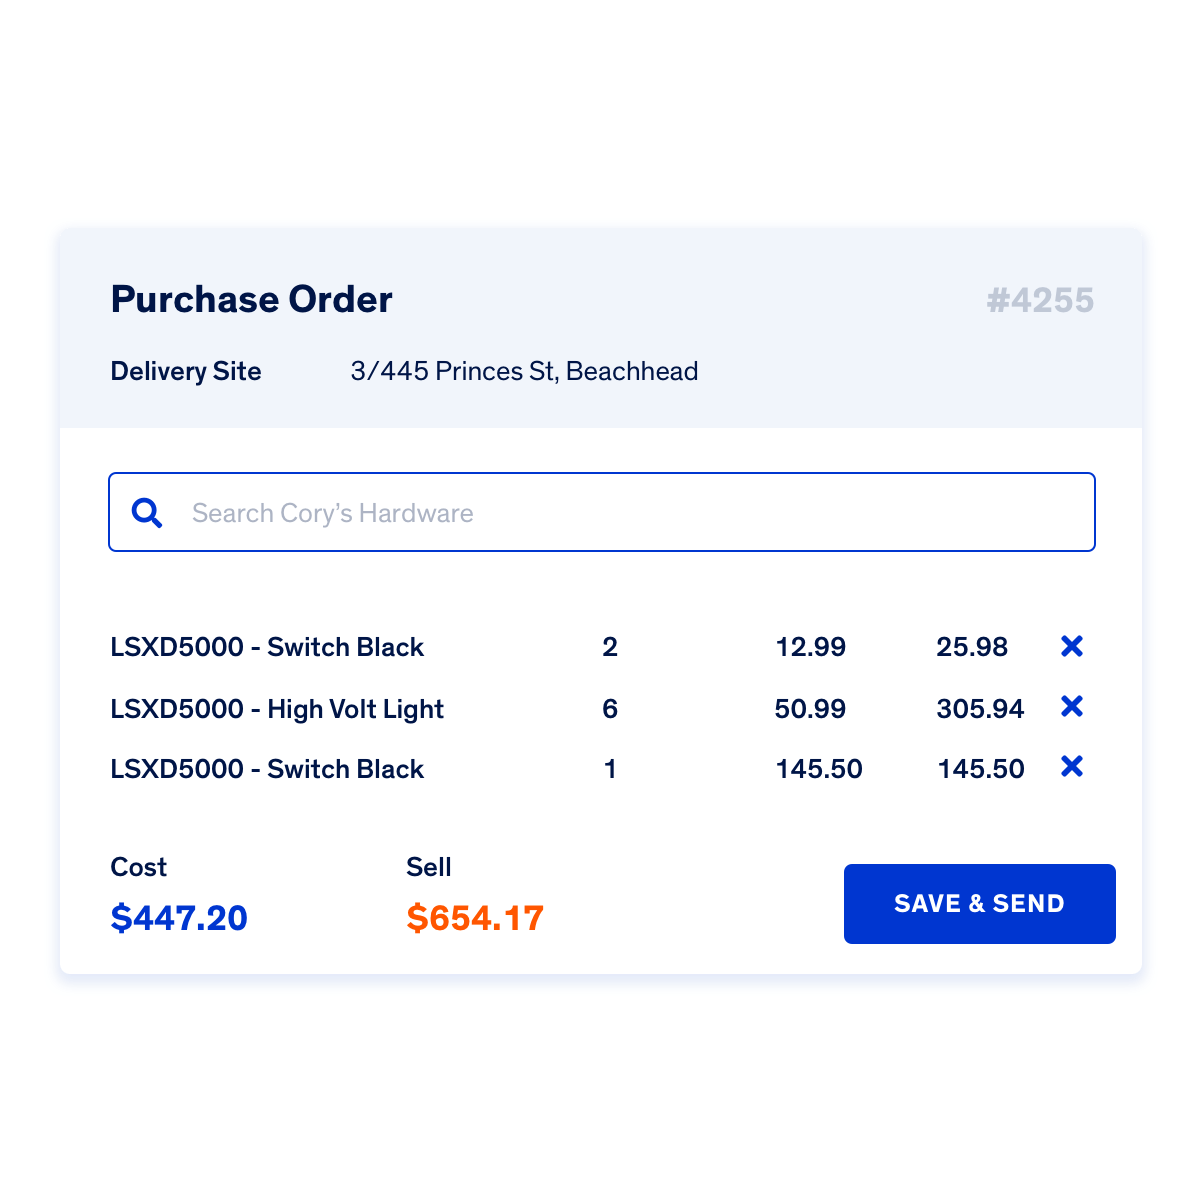 Purchase Order #4255
Delivery Site 3/445 Princes St, Beachhead
Search Cory’s Hardware
LSXD5000 - Switch Black 2 12.99 25.98
LSXD5000 - High Volt Light 6 50.99 305.94
LSXD5000 - Switch Black 1 145.50 145.50
Cost Sell
$447.20 $654.17
SAVE & SEND